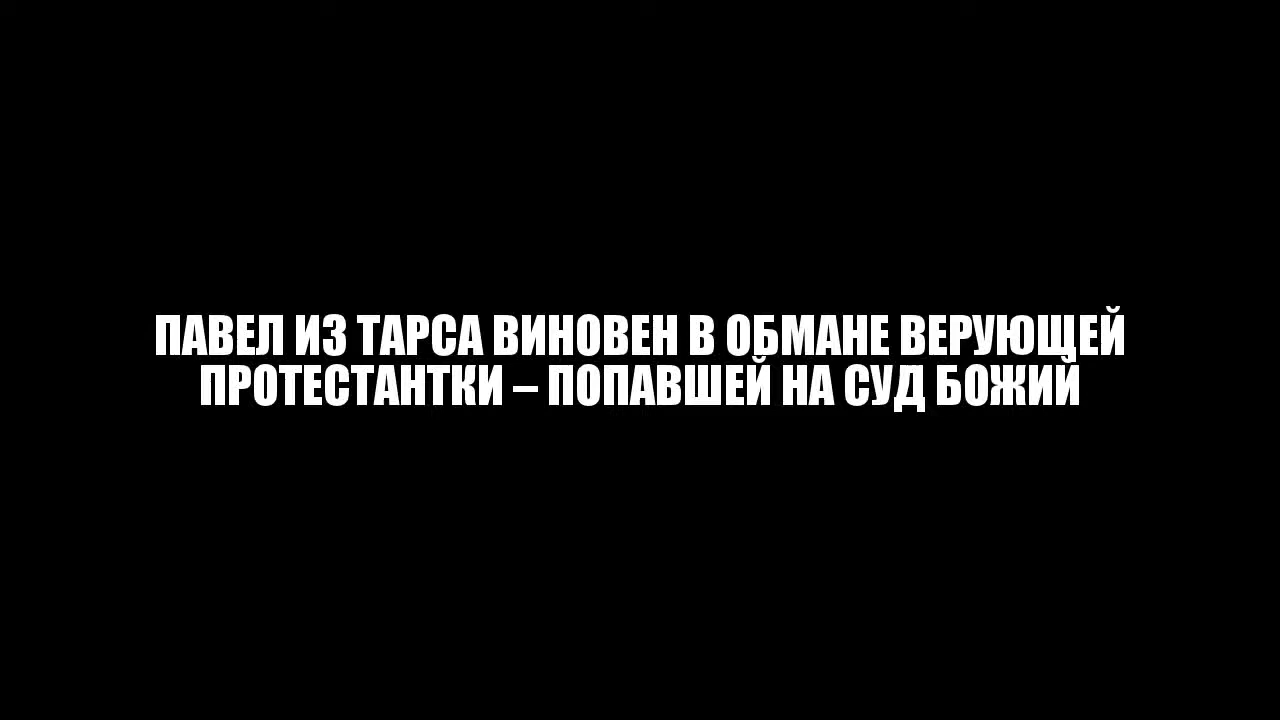 ПАВЕЛ ИЗ ТАРСА ВИНОВЕН В ОБМАНЕ ВЕРУЮЩЕЙ
ПРОТЕСТАНТКИ – ПОПАВШЕЙ НА СУД БОЖИЙ